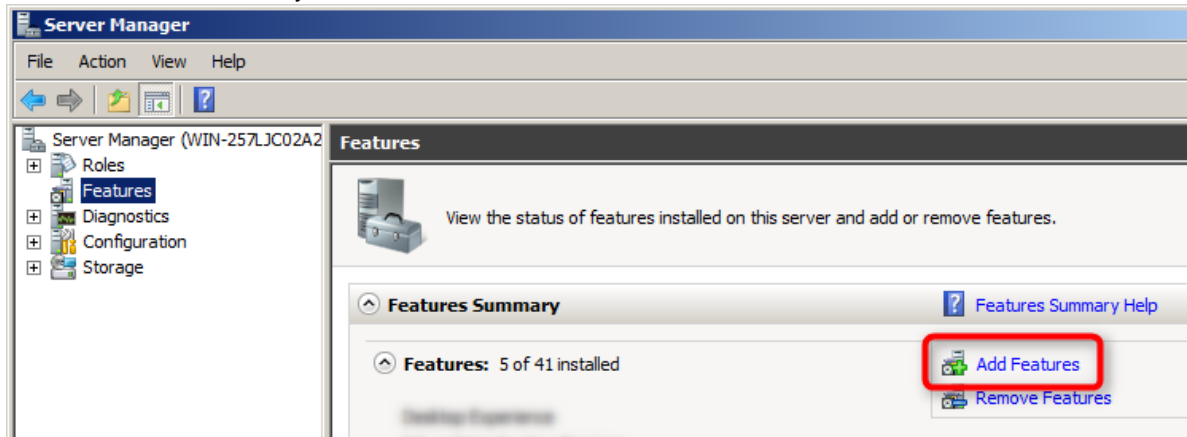 Server Manager
File Action View Help
Server Manager (WIN-257LJC02A2
Roles
Features
Diagnostics
Configuration
Storage
Features
View the status of features installed on this server and add or remove features.
Features Summary
Features Summary Help
Features: 5 of 41 installed
Add Features
Remove Features
Desktop Experience